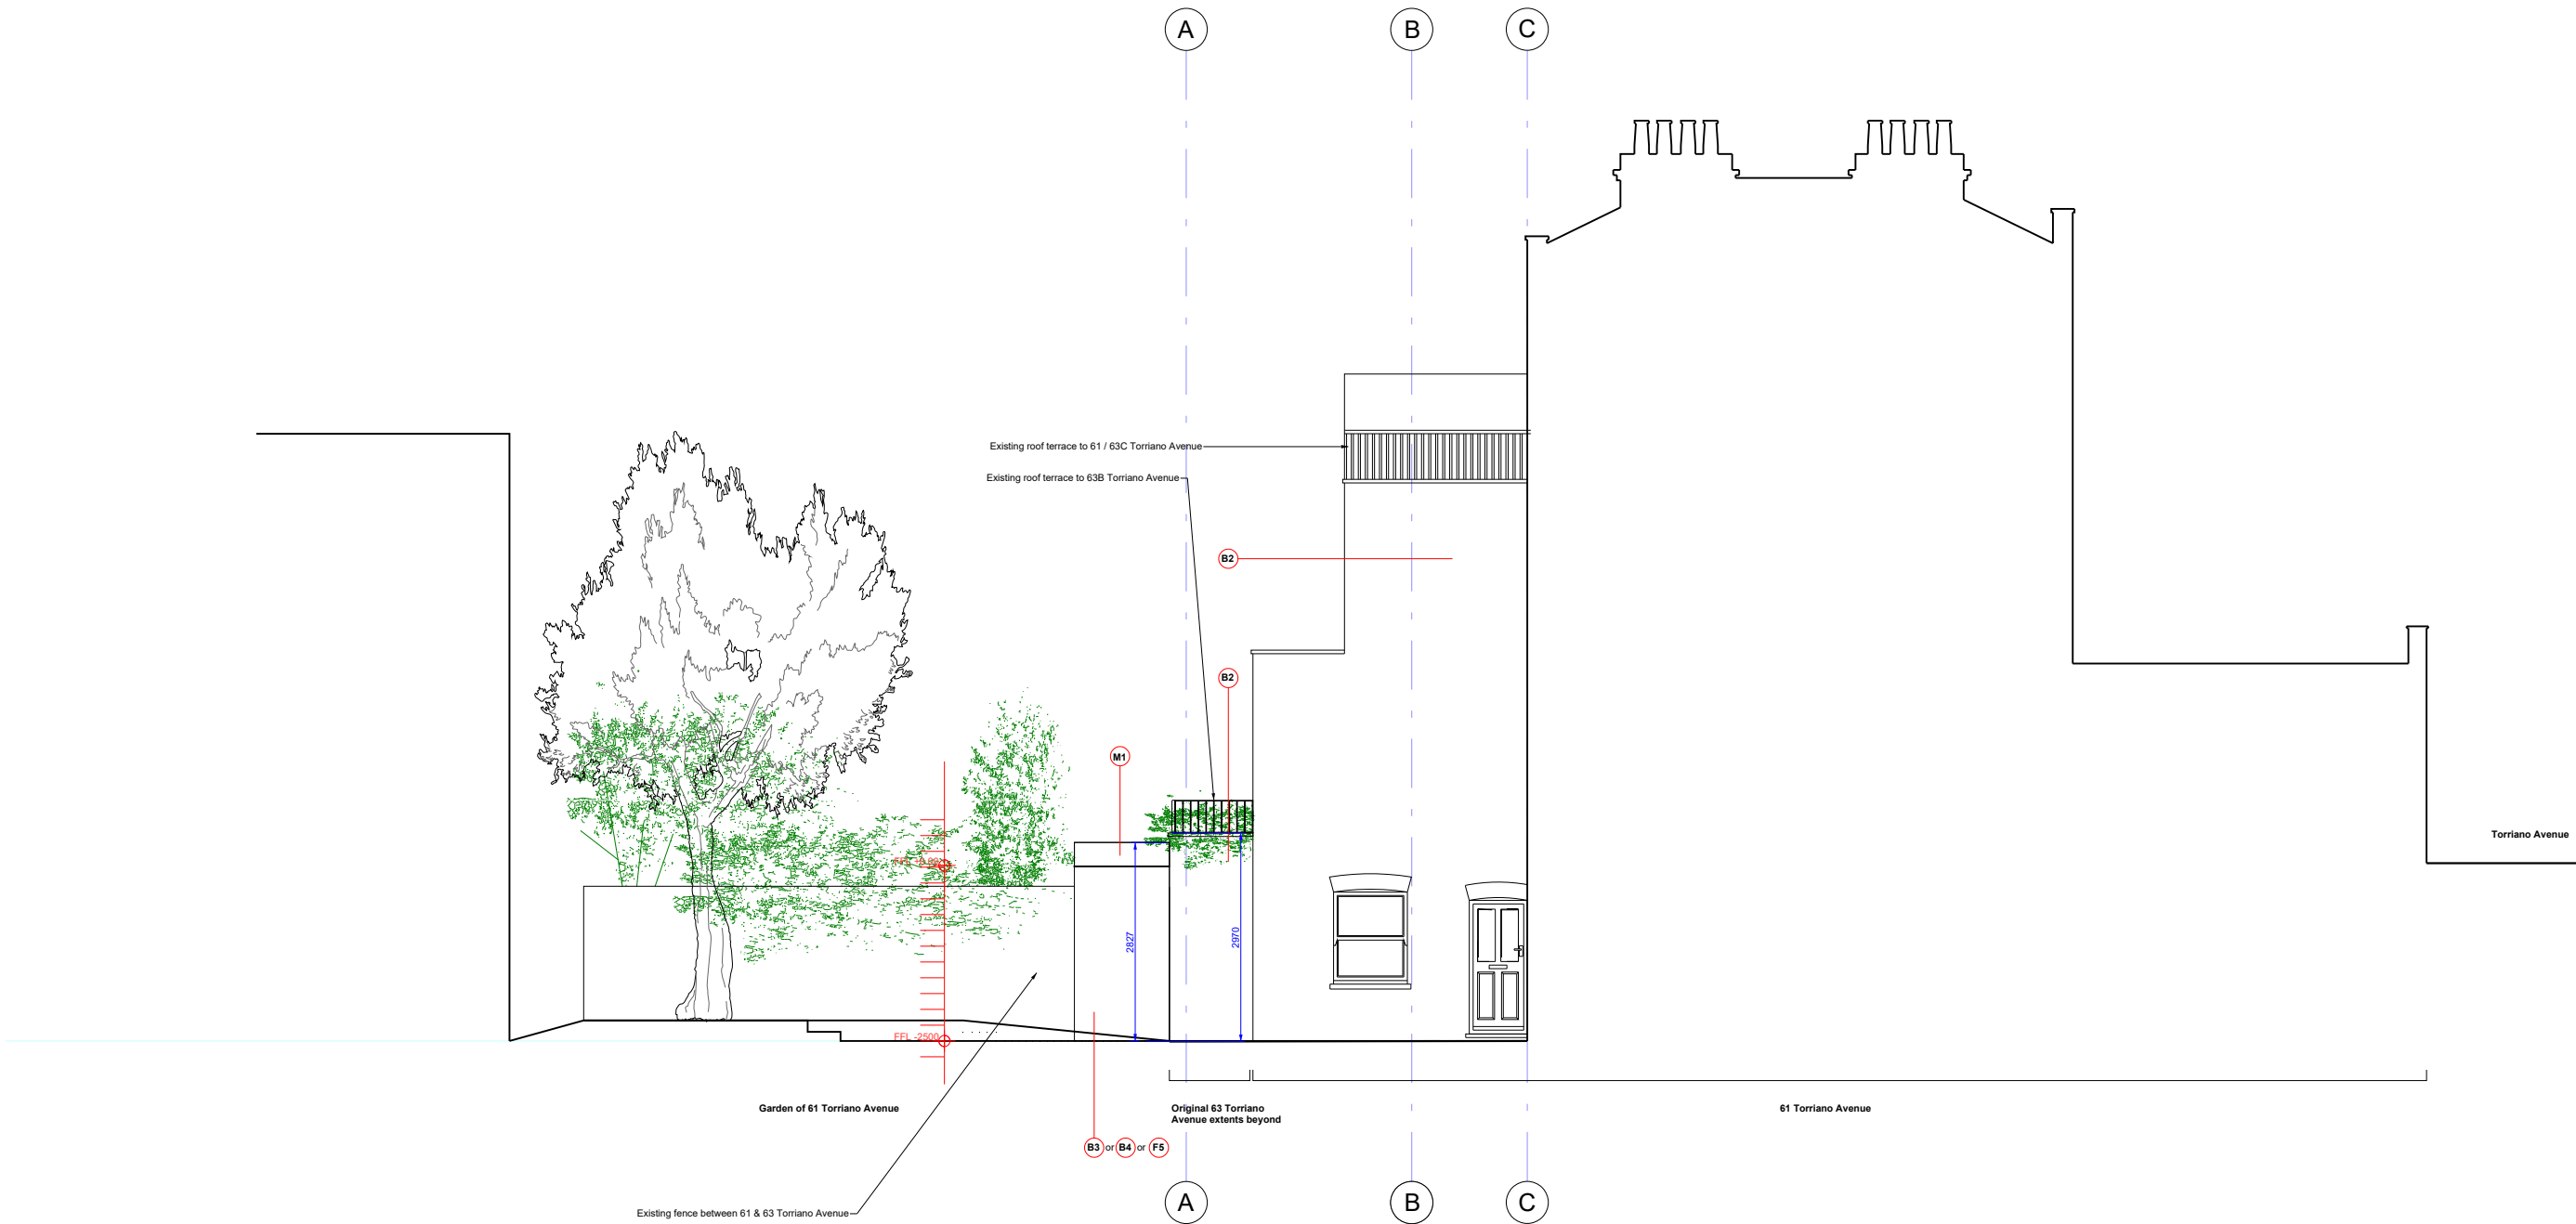 A
B
C
Existing roof terrace to 61 / 63C Torriano Avenue
Existing roof terrace to 63B Torriano Avenue
B2
B2
M1
Torriano Avenue
2827
2970
FFL -2500
Garden of 61 Torriano Avenue
Original 63 Torriano
Avenue extents beyond
61 Torriano Avenue
B3 or B4 or F5
Existing fence between 61 & 63 Torriano Avenue
A
B
C